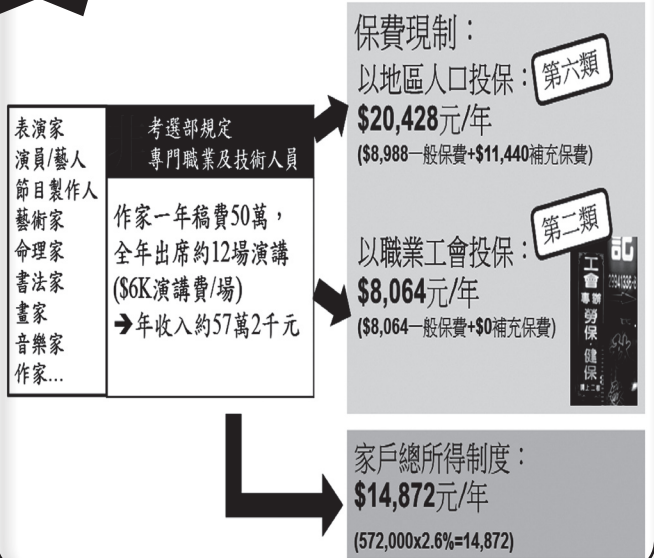 表演家
演員/藝人
節目製作人
藝術家
命理家
書法家
畫家
音樂家
作家...
考選部規定
專門職業及技術人員
作家一年稿費50萬，
全年出席約12場演講
($6K演講費/場)
➔年收入約57萬2千元
保費現制：
以地區人口投保：
第六類
$20,428元/年
($8,988一般保費+$11,440補充保費)
第二類
以職業工會投保：
$8,064元/年
($8,064一般保費+$0補充保費)
記
工會
專辦
勞保·健保
家戶總所得制度：
$14,872元/年
(572,000x2.6%=14,872)